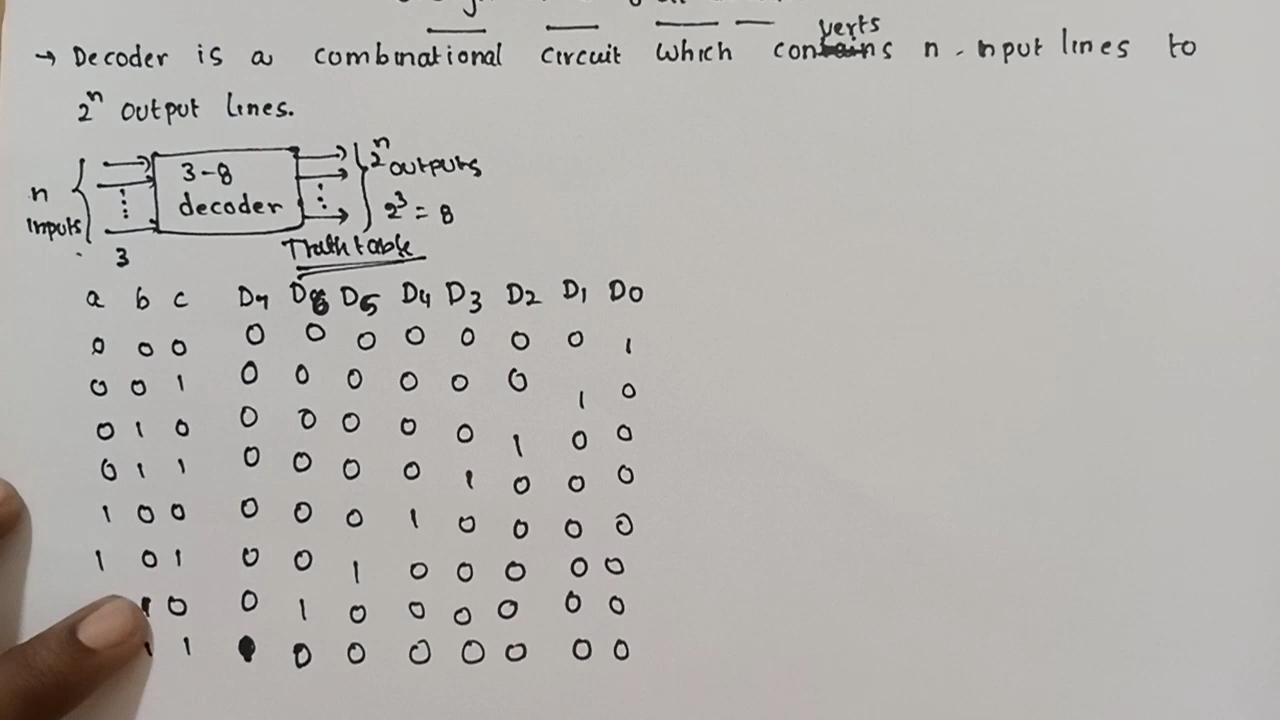 → Decoder is a combinational circuit which converts n-input lines to
2ⁿ output lines.
n inputs
3
3-8
decoder
2ⁿ outputs
2³ = 8
Truth table
a b c D7 D6 D5 D4 D3 D2 D1 D0
0 0 0 0 0 0 0 0 0 0 1
0 0 1 0 0 0 0 0 0 1 0
0 1 0 0 0 0 0 0 1 0 0
0 1 1 0 0 0 0 1 0 0 0
1 0 0 0 0 0 1 0 0 0 0
1 0 1 0 0 1 0 0 0 0 0
1 0 0 1 0 0 0 0 0 0
1 1 0 0 0 0 0 0 0